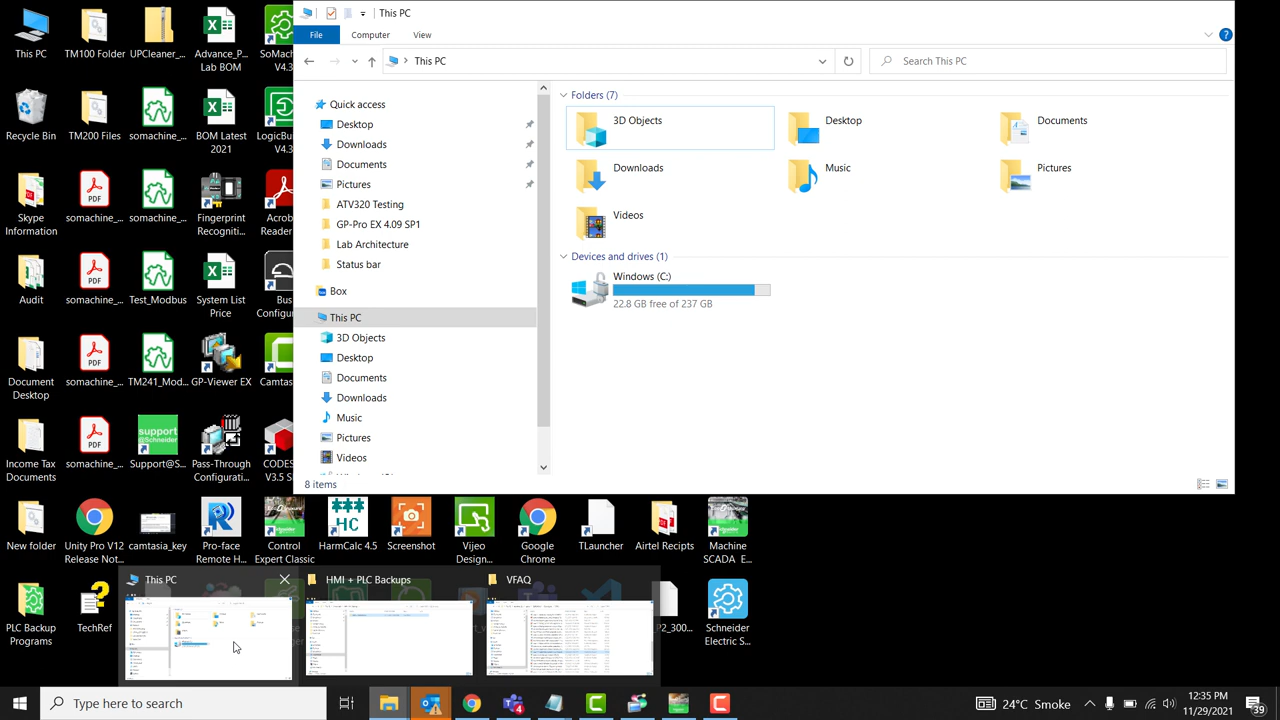 This PC
File
Computer
View
This PC
Search This PC
Quick access
Desktop
Downloads
Documents
Pictures
ATV320 Testing
GP-Pro EX 4.09 SP1
Lab Architecture
Status bar
Box
This PC
3D Objects
Desktop
Documents
Downloads
Music
Pictures
Videos
Folders (7)
3D Objects
Desktop
Documents
Downloads
Music
Pictures
Videos
Devices and drives (1)
Windows (C:)
22.8 GB free of 237 GB
8 items
This PC
TM100 Folder
UPCleaner_...
Advance_P...
Lab BOM
SoMachine
V4.3
Recycle Bin
TM200 Files
somachine_...
BOM Latest
2021
LogicBui
V4.3
Skype
Information
somachine_...
somachine_...
Fingerprint
Recogniti...
Acrob
Reader
Audit
somachine_...
Test_Modbus
System List
Price
Bus
Configur
Document
Desktop
somachine_...
TM241_Mod...
GP-Viewer EX
Camtas
Income Tax
Documents
somachine_...
Support@S...
Pass-Through
Configurati...
CODES
V3.5 S
New folder
Unity Pro V12
Release Not...
camtasia_key
Pro-face
Remote H...
Control
Expert Classic
HarmCalc 4.5
Screenshot
Vijeo
Design...
Google
Chrome
TLauncher
Airtel Recipts
Machine
SCADA E...
PLC Backup
Programs
TechRef
Schneider
Electric S...
This PC
HMI + PLC Backups
VFAQ
Type here to search
24°C Smoke
12:35 PM
11/29/2021
39